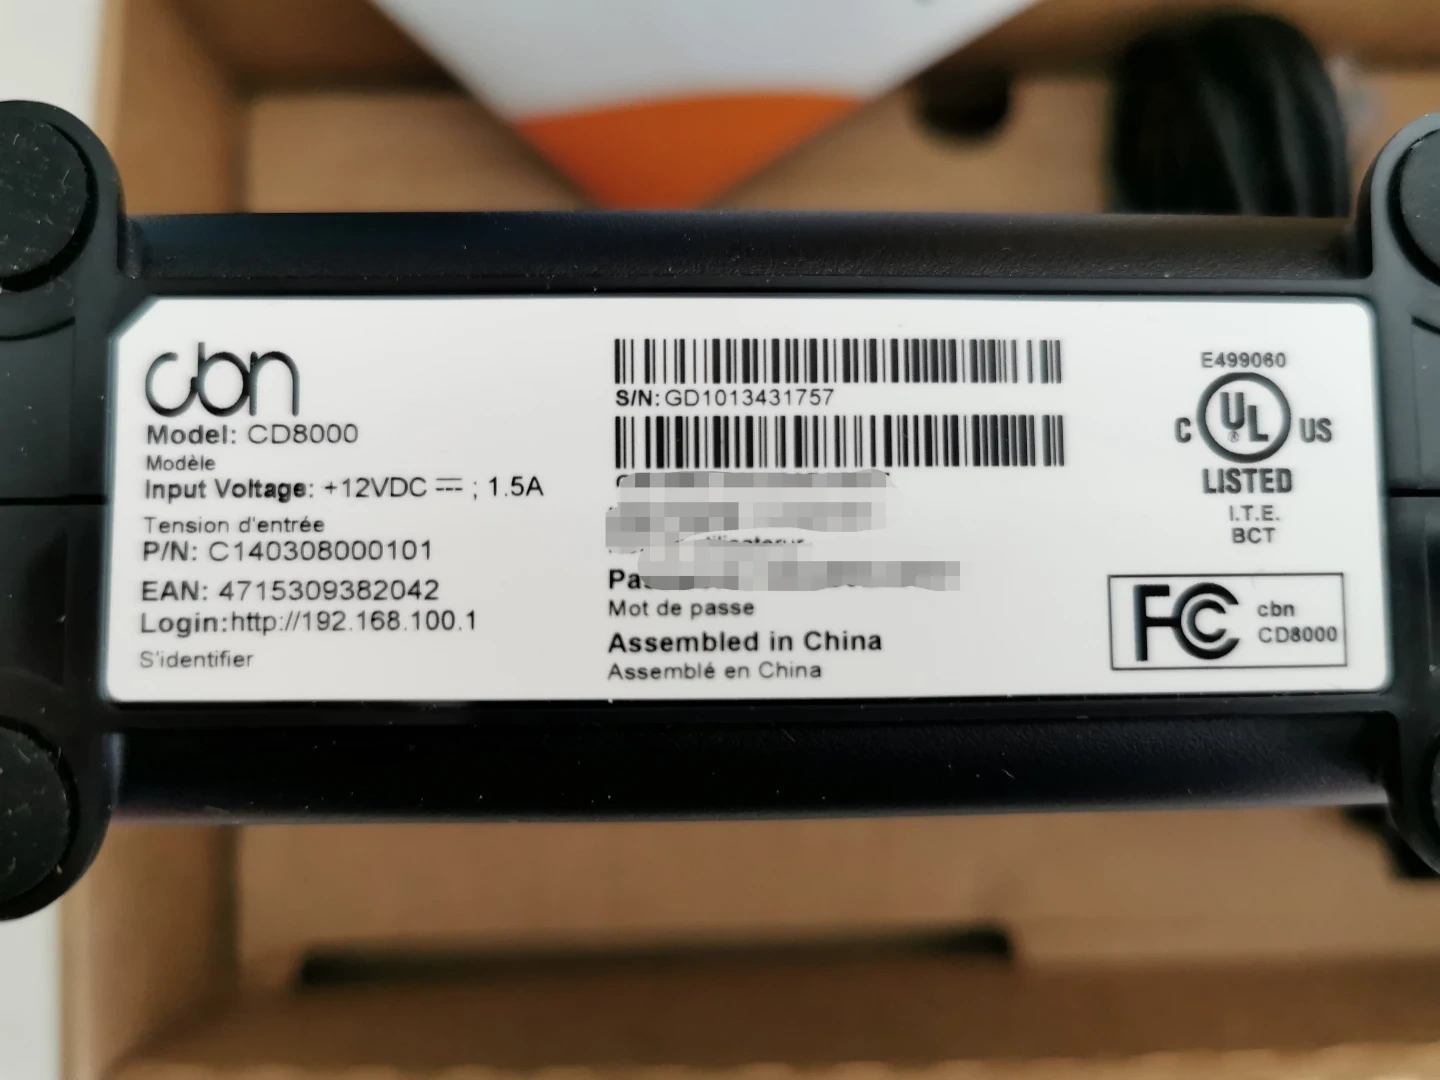 cbn
Model: CD8000
Modèle
Input Voltage: +12VDC ⎓ ; 1.5A
Tension d'entrée
P/N: C140308000101
EAN: 4715309382042
Login:http://192.168.100.1
S'identifier
S/N: GD1013431757
Mot de passe
Assembled in China
Assemblé en China
E499060
C UL ® US
LISTED
I.T.E.
BCT
FC cbn
CD8000